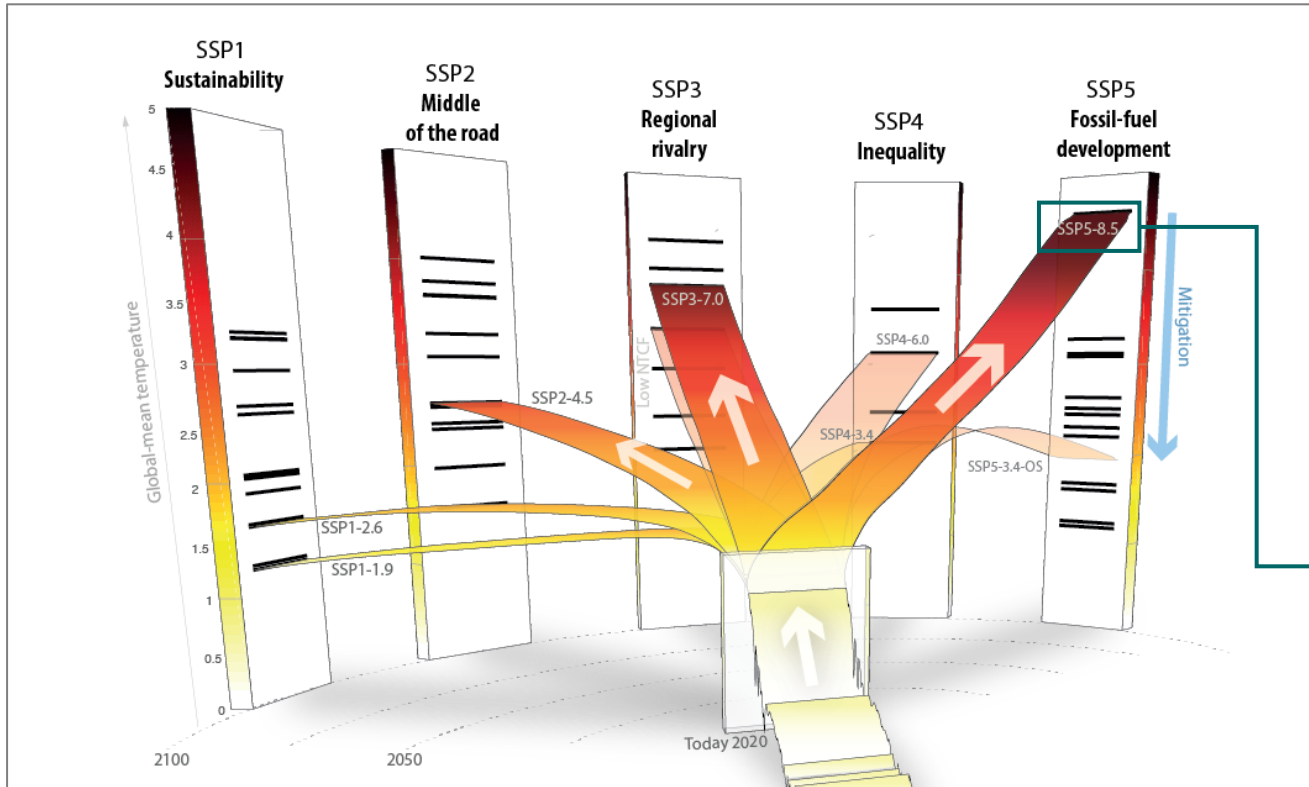 SSP1
Sustainability
SSP2
Middle
of the road
SSP3
Regional
rivalry
SSP4
Inequality
SSP5
Fossil-fuel
development
5
4.5
4
3.5
3
2.5
2
1.5
1
0.5
0
Global-mean temperature
SSP5-8.5
SSP3-7.0
Low NTCF
SSP4-6.0
SSP2-4.5
SSP4-3.4
SSP5-3.4-OS
SSP1-2.6
SSP1-1.9
Mitigation
Today 2020
2100
2050